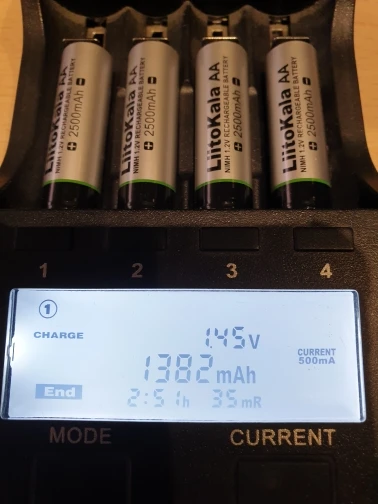 LiitoKala AA
NiMH 1.2V RECHARGEABLE BATTERY
2500mAh
LiitoKala AA
NiMH 1.2V RECHARGEABLE BATTERY
2500mAh
LiitoKala AA
NiMH 1.2V RECHARGEABLE BATTERY
2500mAh
LiitoKala AA
NiMH 1.2V RECHARGEABLE BATTERY
2500mAh
1 2 3 4
1
CHARGE
1.45V
CURRENT
500mA
1382 mAh
End
2:51h 35mR
MODE CURRENT